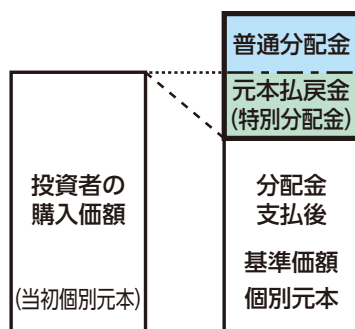 普通分配金
元本払戻金
(特別分配金)
投資者の
購入価額
(当初個別元本)
分配金
支払後
基準価額
個別元本